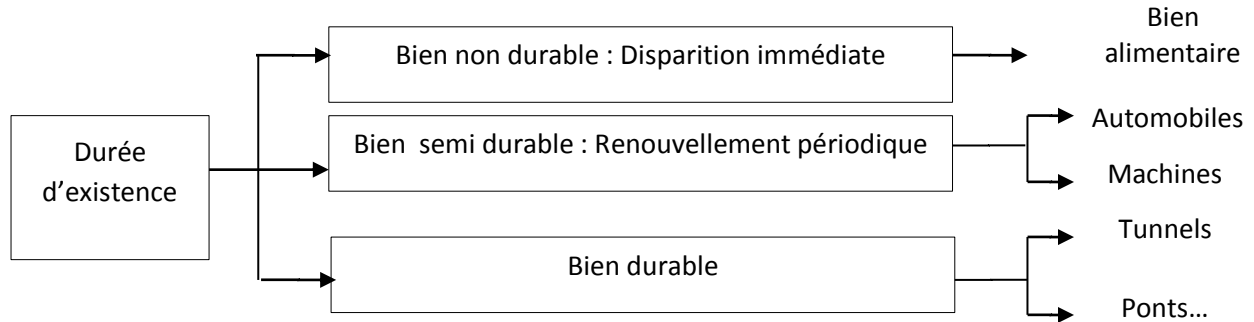 Durée
d’existence
Bien non durable : Disparition immédiate
Bien
alimentaire
Bien semi durable : Renouvellement périodique
Automobiles
Machines
Bien durable
Tunnels
Ponts…